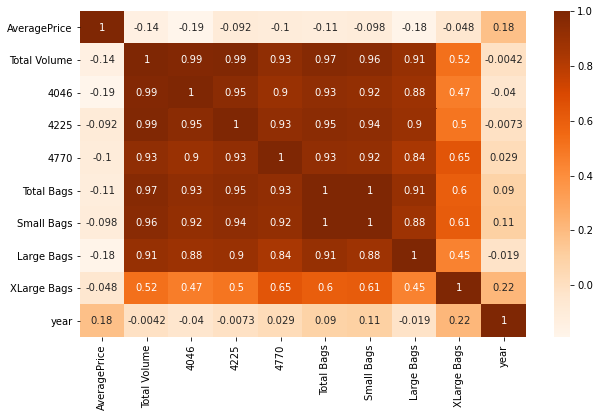 AveragePrice 1 -0.14 -0.19 -0.092 -0.1 -0.11 -0.098 -0.18 -0.048 0.18
Total Volume -0.14 1 0.99 0.99 0.93 0.97 0.96 0.91 0.52 -0.0042
4046 -0.19 0.99 1 0.95 0.9 0.93 0.92 0.88 0.47 -0.04
4225 -0.092 0.99 0.95 1 0.93 0.95 0.94 0.9 0.5 -0.0073
4770 -0.1 0.93 0.9 0.93 1 0.93 0.92 0.84 0.65 0.029
Total Bags -0.11 0.97 0.93 0.95 0.93 1 1 0.91 0.6 0.09
Small Bags -0.098 0.96 0.92 0.94 0.92 1 1 0.88 0.61 0.11
Large Bags -0.18 0.91 0.88 0.9 0.84 0.91 0.88 1 0.45 -0.019
XLarge Bags -0.048 0.52 0.47 0.5 0.65 0.6 0.61 0.45 1 0.22
year 0.18 -0.0042 -0.04 -0.0073 0.029 0.09 0.11 -0.019 0.22 1
AveragePrice
Total Volume
4046
4225
4770
Total Bags
Small Bags
Large Bags
XLarge Bags
year
1.0
0.8
0.6
0.4
0.2
0.0